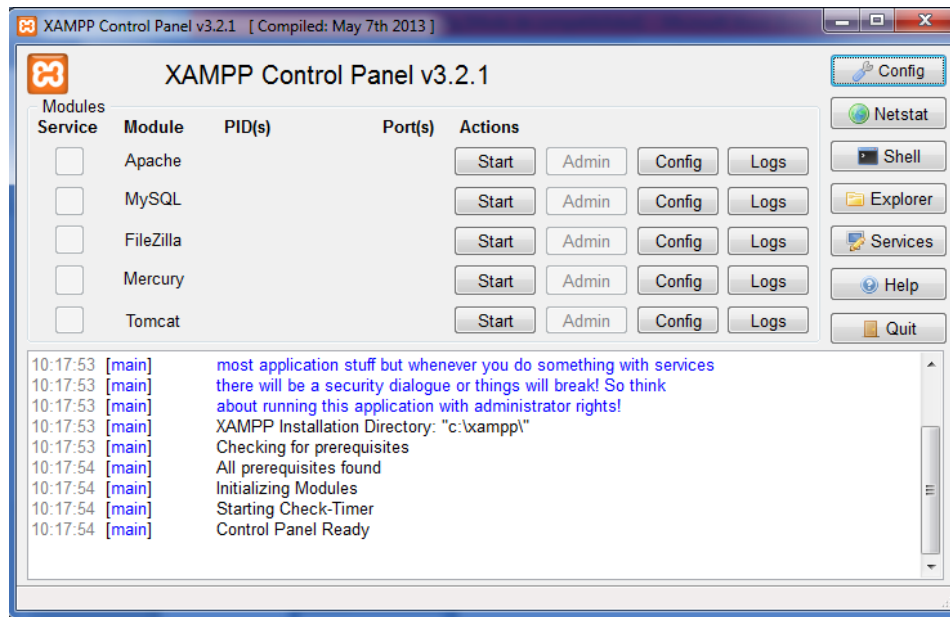 XAMPP Control Panel v3.2.1 [ Compiled: May 7th 2013 ]
XAMPP Control Panel v3.2.1
Config
Modules
Service Module PID(s) Port(s) Actions
Netstat
Apache Start Admin Config Logs
Shell
MySQL Start Admin Config Logs
Explorer
FileZilla Start Admin Config Logs
Services
Mercury Start Admin Config Logs
Help
Tomcat Start Admin Config Logs
Quit
10:17:53 [main] most application stuff but whenever you do something with services
10:17:53 [main] there will be a security dialogue or things will break! So think
10:17:53 [main] about running this application with administrator rights!
10:17:53 [main] XAMPP Installation Directory: "c:\xampp\"
10:17:53 [main] Checking for prerequisites
10:17:54 [main] All prerequisites found
10:17:54 [main] Initializing Modules
10:17:54 [main] Starting Check-Timer
10:17:54 [main] Control Panel Ready